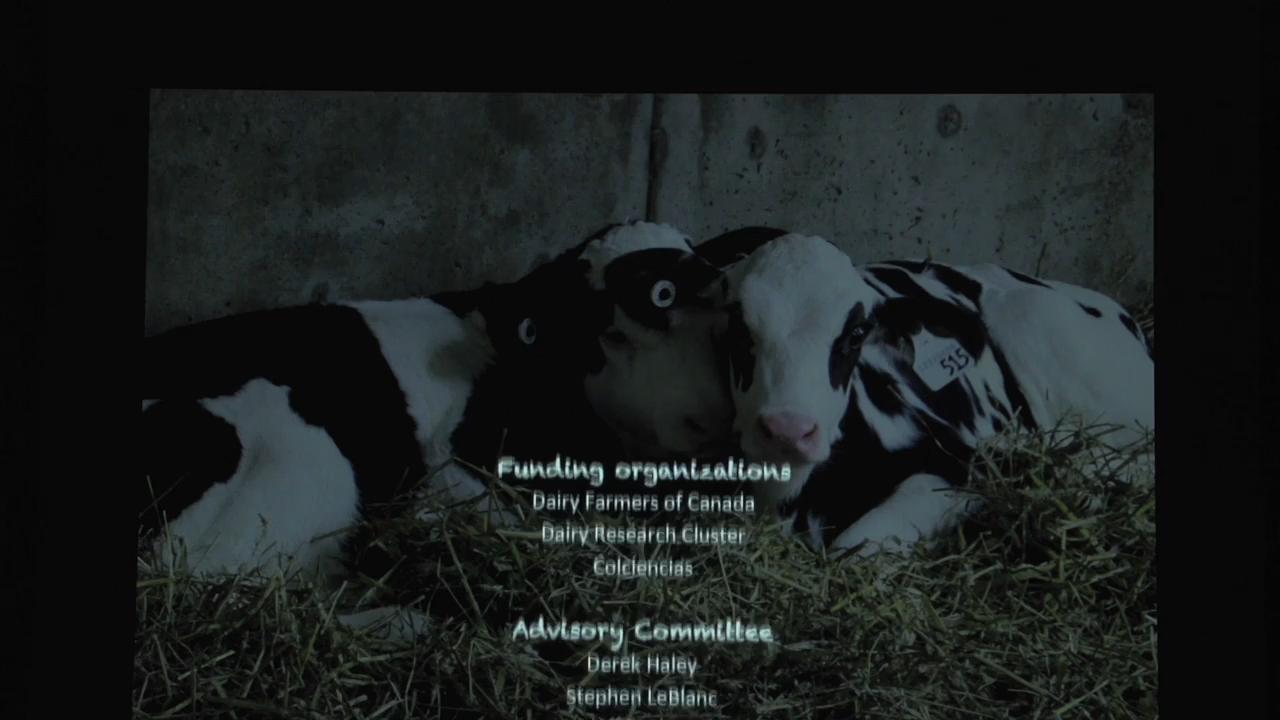 515
Funding organizations
Dairy Farmers of Canada
Dairy Research Cluster
Colciencias
Advisory Committee
Derek Haley
Stephen LeBlanc